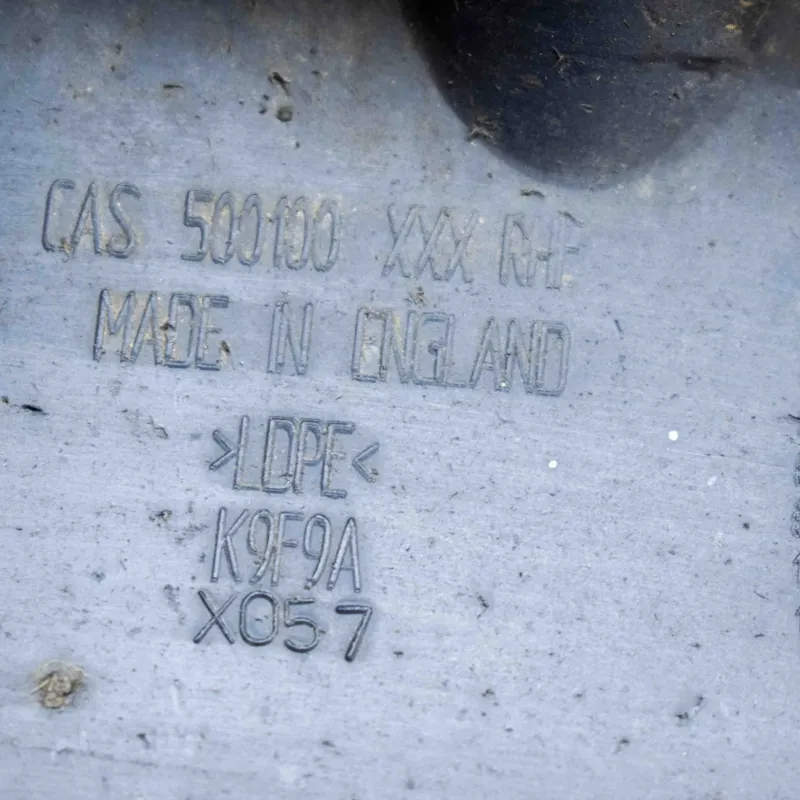 CAS 500100 XXX RHF
MADE IN ENGLAND
>LDPE<
K9F9A
X057